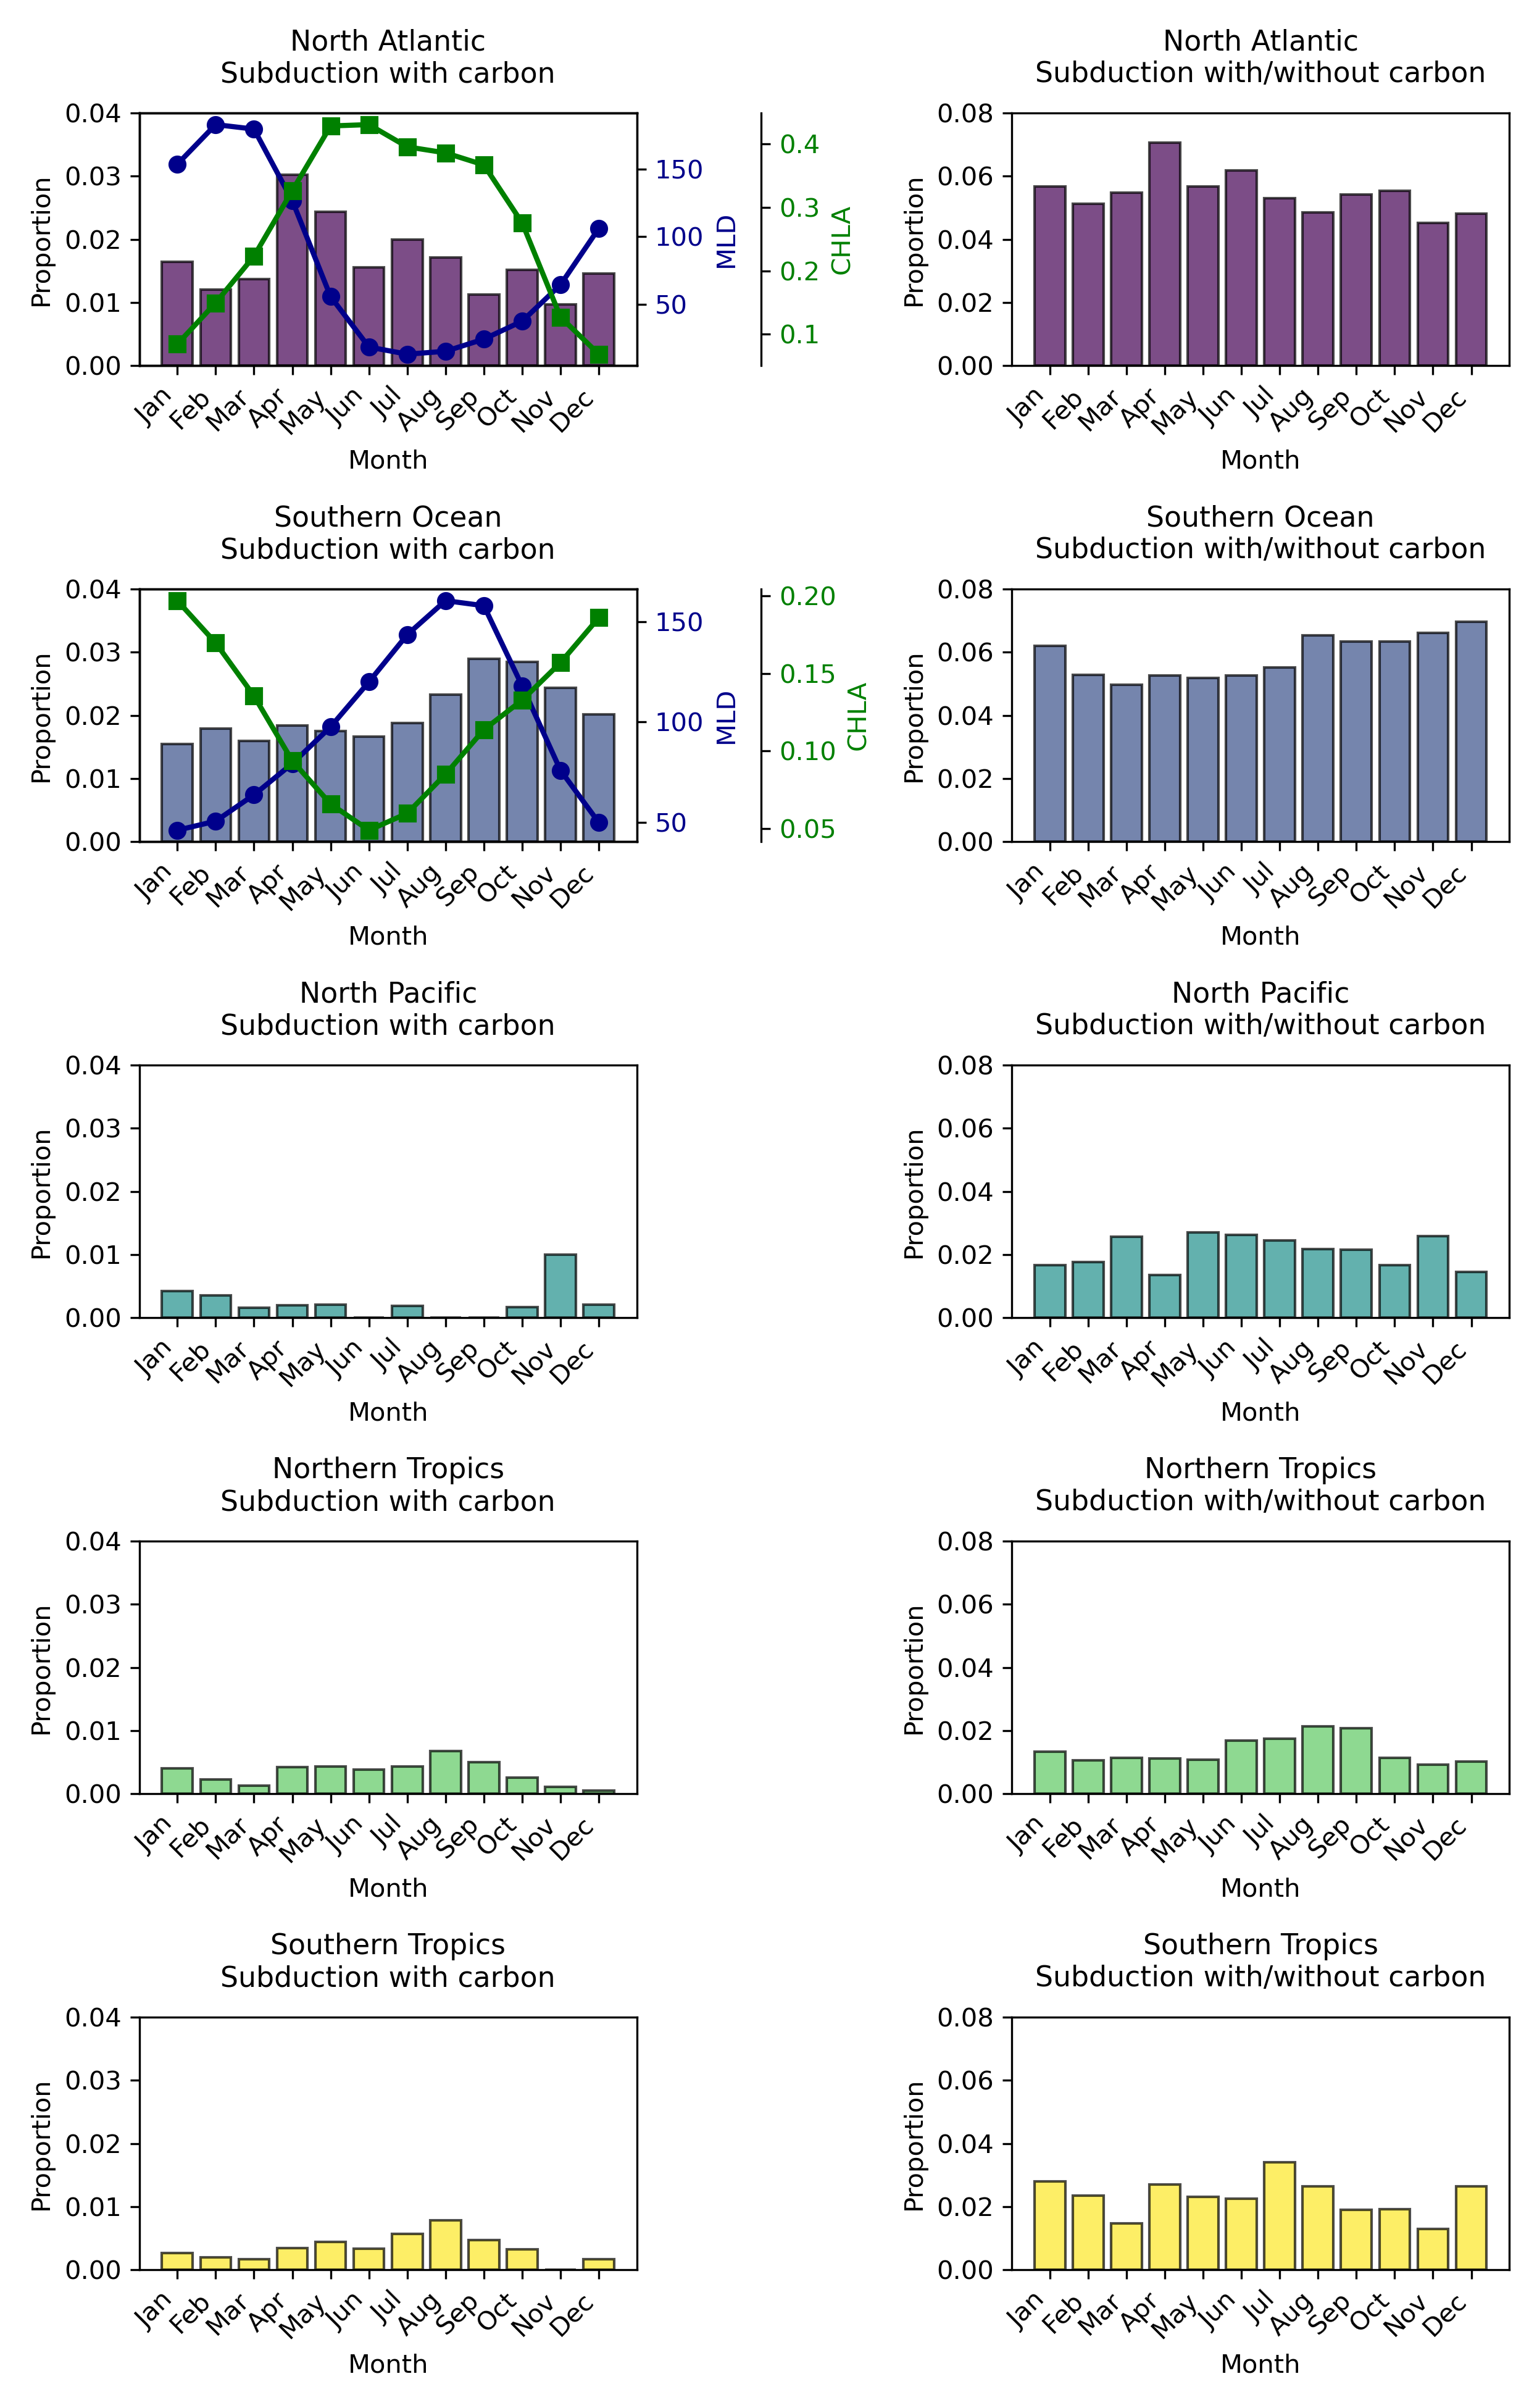 North Atlantic
Subduction with carbon
0.04
0.03
0.02
0.01
0.00
Proportion
150
100
50
MLD
0.4
0.3
0.2
0.1
CHLA
Jan
Feb
Mar
Apr
May
Jun
Jul
Aug
Sep
Oct
Nov
Dec
Month
North Atlantic
Subduction with/without carbon
0.08
0.06
0.04
0.02
0.00
Proportion
Jan
Feb
Mar
Apr
May
Jun
Jul
Aug
Sep
Oct
Nov
Dec
Month
Southern Ocean
Subduction with carbon
0.04
0.03
0.02
0.01
0.00
Proportion
150
100
50
MLD
0.20
0.15
0.10
0.05
CHLA
Jan
Feb
Mar
Apr
May
Jun
Jul
Aug
Sep
Oct
Nov
Dec
Month
Southern Ocean
Subduction with/without carbon
0.08
0.06
0.04
0.02
0.00
Proportion
Jan
Feb
Mar
Apr
May
Jun
Jul
Aug
Sep
Oct
Nov
Dec
Month
North Pacific
Subduction with carbon
0.04
0.03
0.02
0.01
0.00
Proportion
Jan
Feb
Mar
Apr
May
Jun
Jul
Aug
Sep
Oct
Nov
Dec
Month
North Pacific
Subduction with/without carbon
0.08
0.06
0.04
0.02
0.00
Proportion
Jan
Feb
Mar
Apr
May
Jun
Jul
Aug
Sep
Oct
Nov
Dec
Month
Northern Tropics
Subduction with carbon
0.04
0.03
0.02
0.01
0.00
Proportion
Jan
Feb
Mar
Apr
May
Jun
Jul
Aug
Sep
Oct
Nov
Dec
Month
Northern Tropics
Subduction with/without carbon
0.08
0.06
0.04
0.02
0.00
Proportion
Jan
Feb
Mar
Apr
May
Jun
Jul
Aug
Sep
Oct
Nov
Dec
Month
Southern Tropics
Subduction with carbon
0.04
0.03
0.02
0.01
0.00
Proportion
Jan
Feb
Mar
Apr
May
Jun
Jul
Aug
Sep
Oct
Nov
Dec
Month
Southern Tropics
Subduction with/without carbon
0.08
0.06
0.04
0.02
0.00
Proportion
Jan
Feb
Mar
Apr
May
Jun
Jul
Aug
Sep
Oct
Nov
Dec
Month